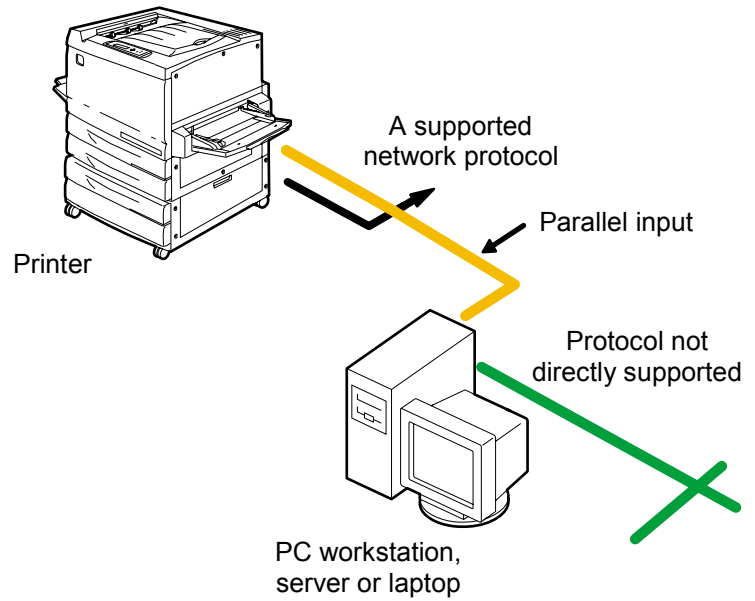 A supported
network protocol
Parallel input
Printer
Protocol not
directly supported
PC workstation,
server or laptop